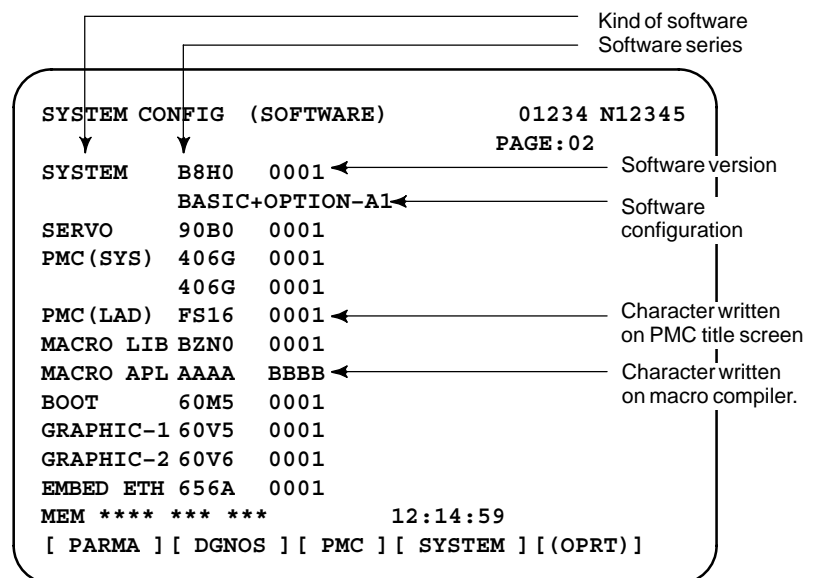 Kind of software
Software series
SYSTEM CONFIG (SOFTWARE) 01234 N12345
PAGE:02
SYSTEM B8H0 0001 Software version
BASIC+OPTION-A1
Software
configuration
SERVO 90B0 0001
PMC(SYS) 406G 0001
406G 0001
PMC(LAD) FS16 0001 Character written
on PMC title screen
MACRO LIB BZN0 0001
MACRO APL AAAA BBBB Character written
on macro compiler.
BOOT 60M5 0001
GRAPHIC-1 60V5 0001
GRAPHIC-2 60V6 0001
EMBED ETH 656A 0001
MEM **** *** *** 12:14:59
[ PARMA ][ DGNOS ][ PMC ][ SYSTEM ][(OPRT)]